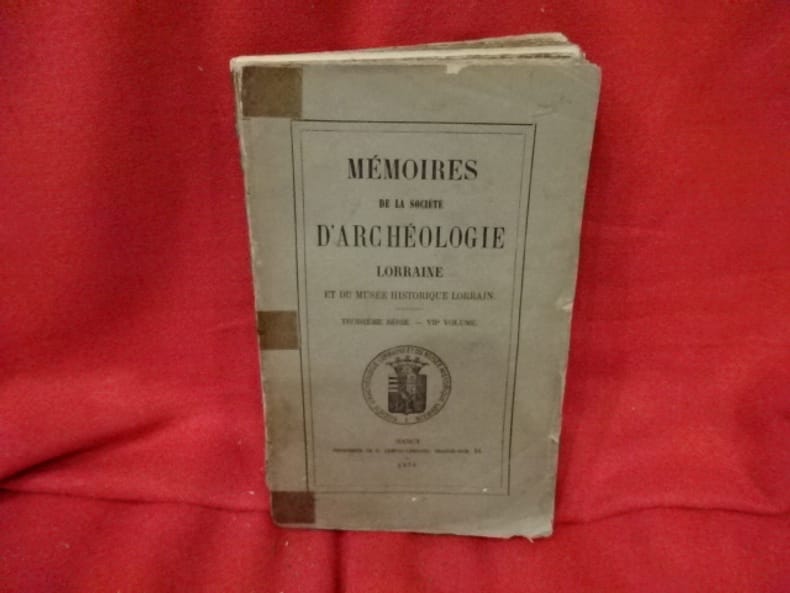 MÉMOIRES
DE LA SOCIÉTÉ
D'ARCHÉOLOGIE
LORRAINE
ET DU MUSÉE HISTORIQUE LORRAIN
TROISIÈME SÉRIE. — VIIe VOLUME.
NANCY